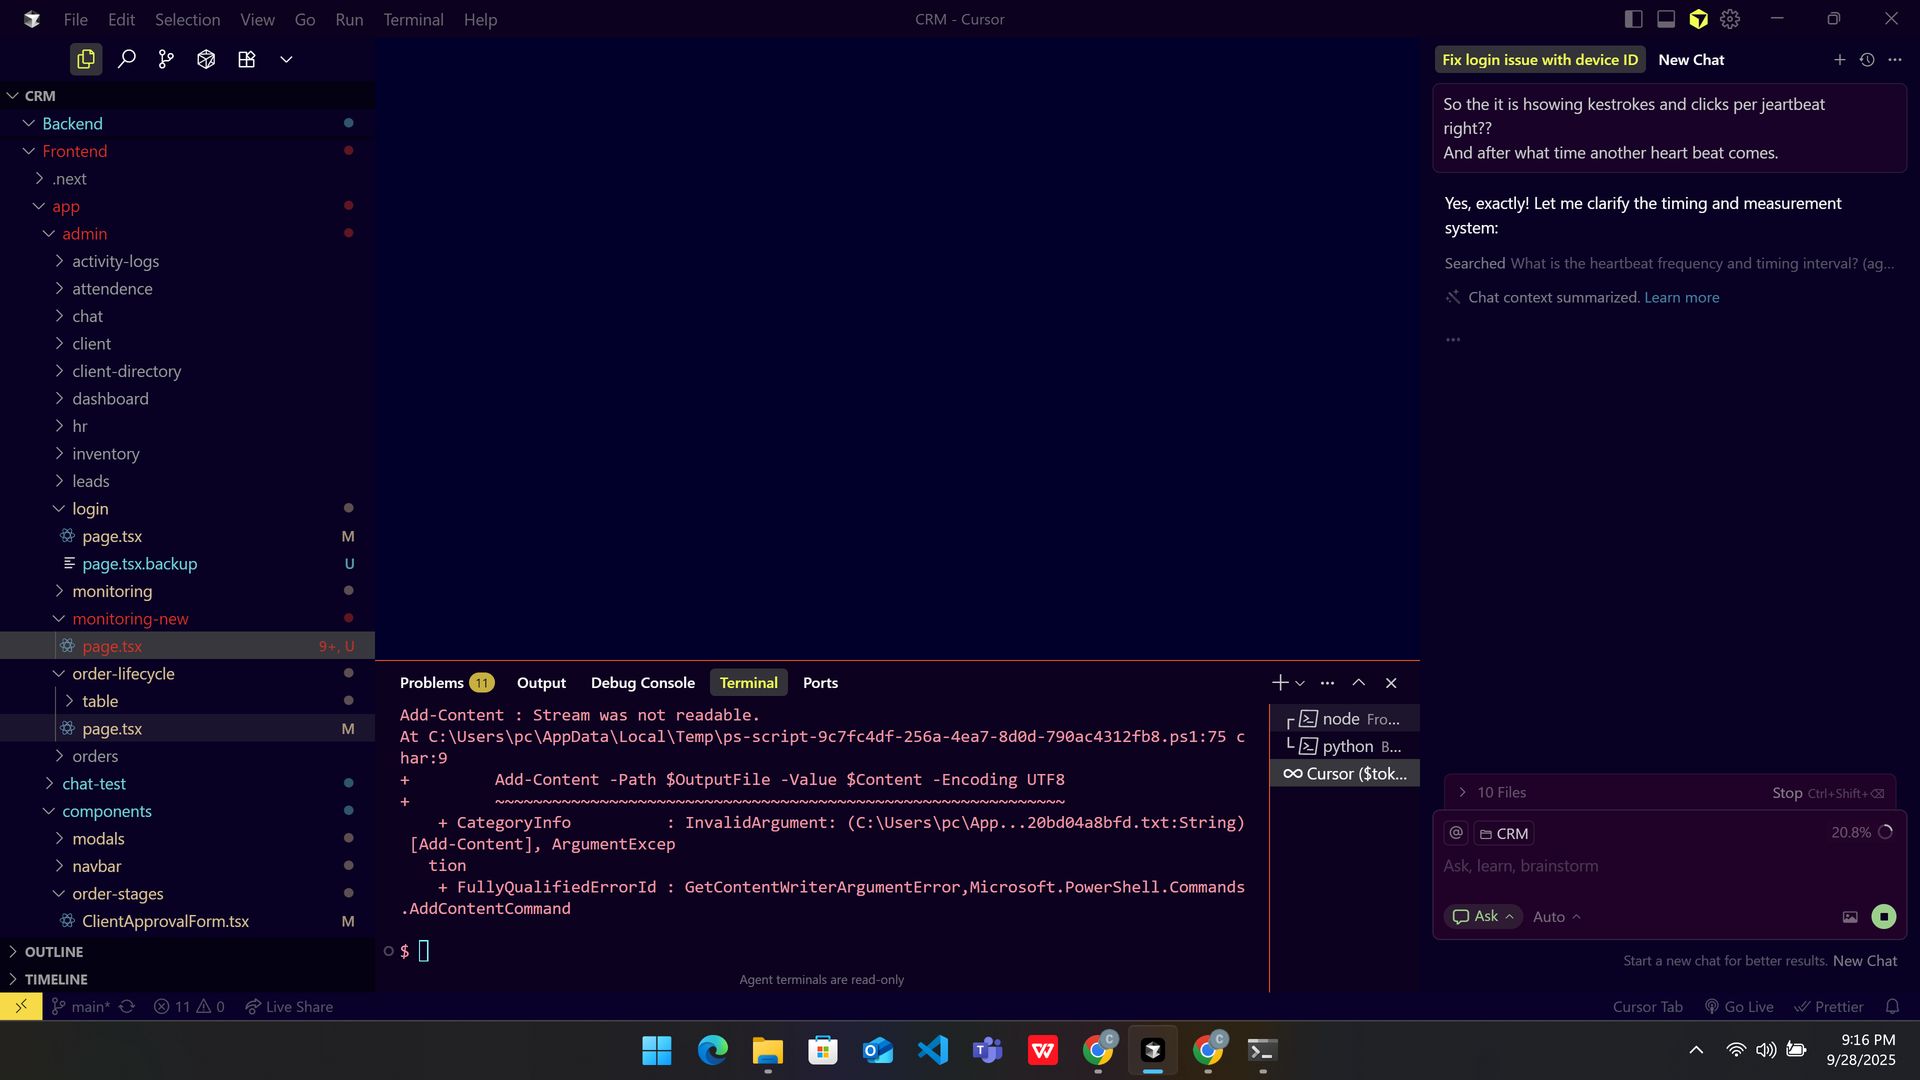 File Edit Selection View Go Run Terminal Help
CRM - Cursor
CRM
Backend
Frontend
.next
app
admin
activity-logs
attendence
chat
client
client-directory
dashboard
hr
inventory
leads
login
page.tsx M
page.tsx.backup U
monitoring
monitoring-new
page.tsx 9+, U
order-lifecycle
table
page.tsx M
orders
chat-test
components
modals
navbar
order-stages
ClientApprovalForm.tsx M
OUTLINE
TIMELINE
Problems 11 Output Debug Console Terminal Ports
Add-Content : Stream was not readable.
At C:\Users\pc\AppData\Local\Temp\ps-script-9c7fc4df-256a-4ea7-8d0d-790ac4312fb8.ps1:75 c
har:9
+         Add-Content -Path $OutputFile -Value $Content -Encoding UTF8
+         ~~~~~~~~~~~~~~~~~~~~~~~~~~~~~~~~~~~~~~~~~~~~~~~~~~~~~~~~~~~~
    + CategoryInfo          : InvalidArgument: (C:\Users\pc\App...20bd04a8bfd.txt:String)
 [Add-Content], ArgumentExcep
   tion
    + FullyQualifiedErrorId : GetContentWriterArgumentError,Microsoft.PowerShell.Commands
.AddContentCommand
$
Agent terminals are read-only
node Fro...
python B...
Cursor ($tok...
Fix login issue with device ID New Chat
So the it is hsowing kestrokes and clicks per jeartbeat
right??
And after what time another heart beat comes.
Yes, exactly! Let me clarify the timing and measurement
system:
Searched What is the heartbeat frequency and timing interval? (ag...
Chat context summarized. Learn more
...
10 Files Stop Ctrl+Shift+⌫
@ CRM 20.8%
Ask, learn, brainstorm
Ask Auto
Start a new chat for better results. New Chat
main* 11 0 Live Share Cursor Tab Go Live Prettier
9:16 PM
9/28/2025